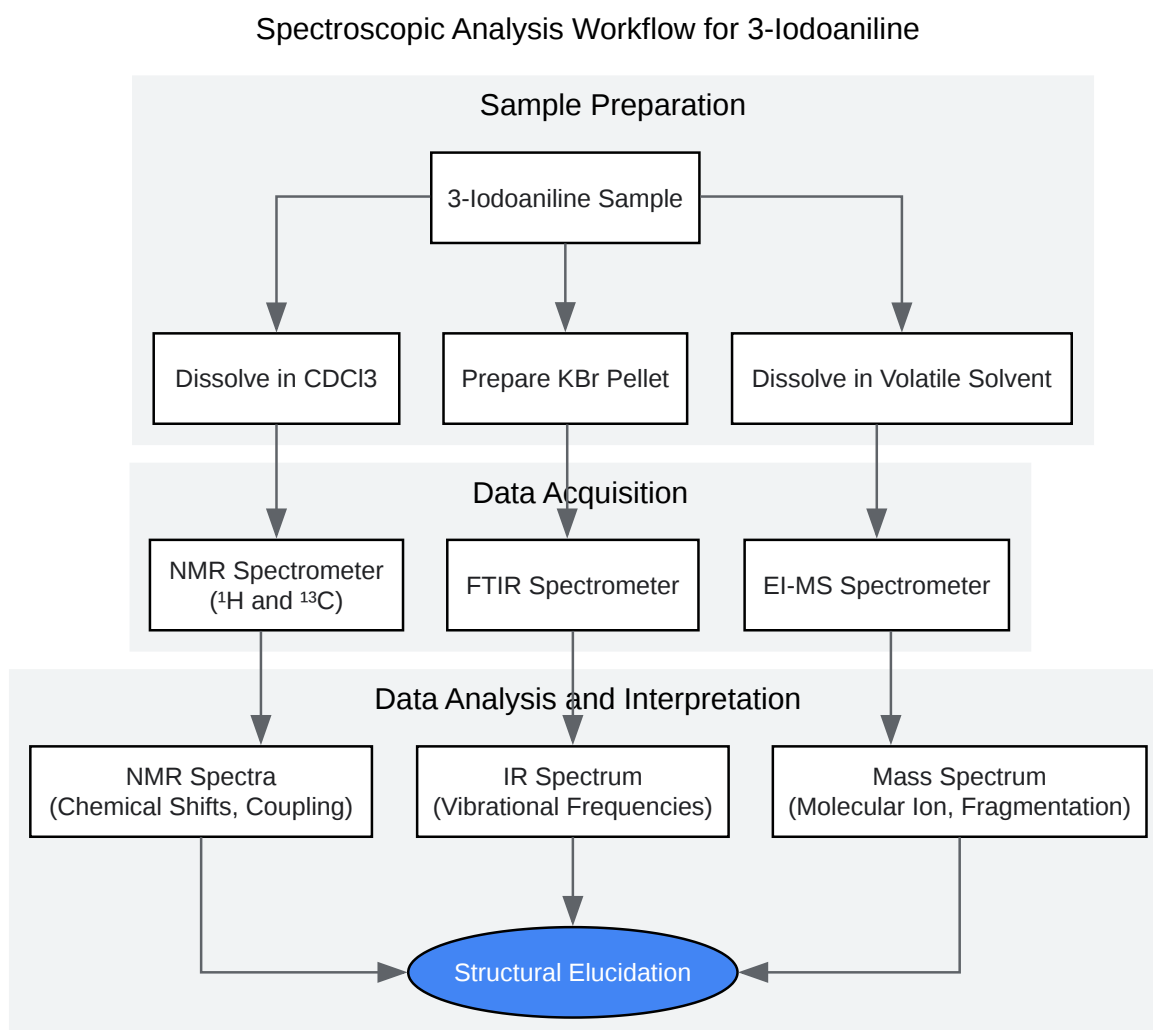 Spectroscopic Analysis Workflow for 3-Iodoaniline
Sample Preparation
3-Iodoaniline Sample
Dissolve in CDCl3
Prepare KBr Pellet
Dissolve in Volatile Solvent
Data Acquisition
NMR Spectrometer
(¹H and ¹³C)
FTIR Spectrometer
EI-MS Spectrometer
Data Analysis and Interpretation
NMR Spectra
(Chemical Shifts, Coupling)
IR Spectrum
(Vibrational Frequencies)
Mass Spectrum
(Molecular Ion, Fragmentation)
Structural Elucidation